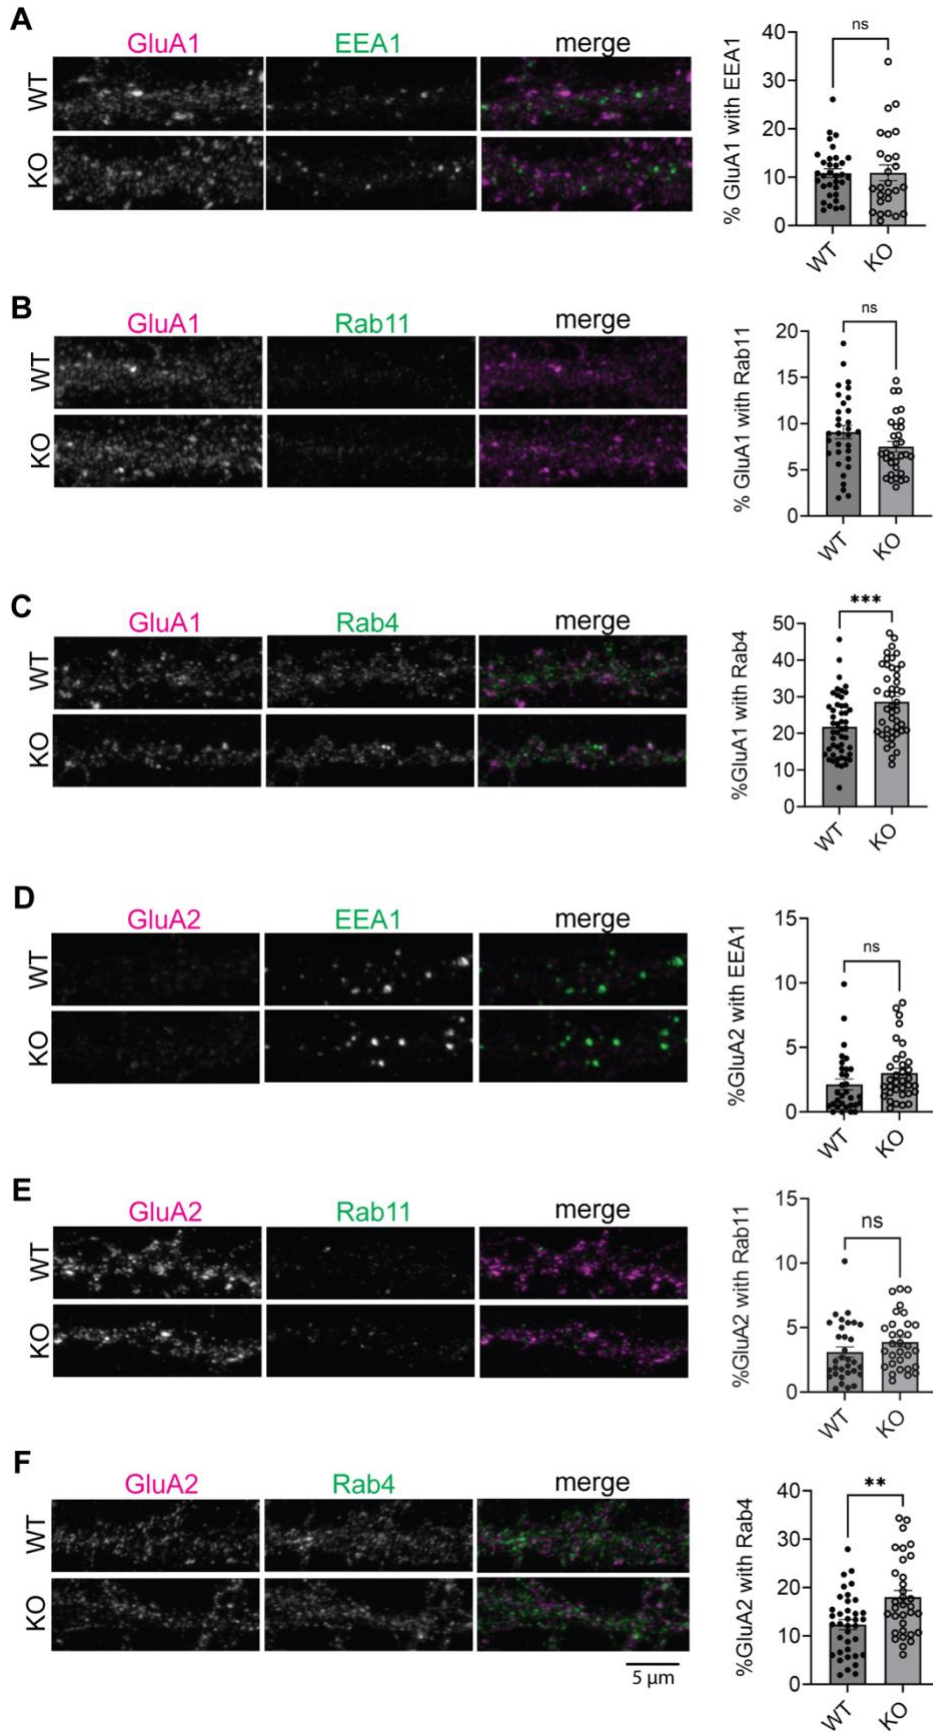 A
GluA1 EEA1 merge
WT
KO
% GluA1 with EEA1
40
30
20
10
0
ns
WT KO
B
GluA1 Rab11 merge
WT
KO
% GluA1 with Rab11
20
15
10
5
0
ns
WT KO
C
GluA1 Rab4 merge
WT
KO
%GluA1 with Rab4
50
40
30
20
10
0
***
WT KO
D
GluA2 EEA1 merge
WT
KO
%GluA2 with EEA1
15
10
5
0
ns
WT KO
E
GluA2 Rab11 merge
WT
KO
%GluA2 with Rab11
15
10
5
0
ns
WT KO
F
GluA2 Rab4 merge
WT
KO
5 µm
%GluA2 with Rab4
40
30
20
10
0
**
WT KO